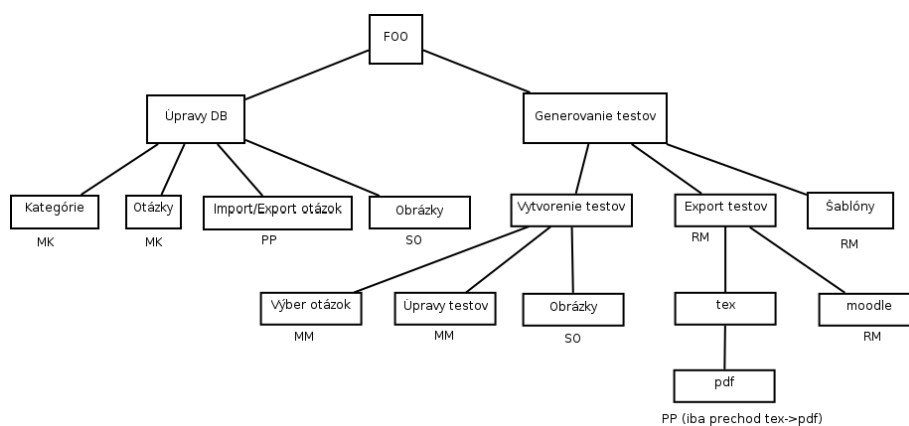 FOO
Úpravy DB
Generovanie testov
Kategórie
Otázky
Import/Export otázok
Obrázky
Vytvorenie testov
Export testov
Šablóny
MK
MK
PP
SO
RM
RM
Výber otázok
Úpravy testov
Obrázky
tex
moodle
MM
MM
SO
RM
pdf
PP (iba prechod tex->pdf)